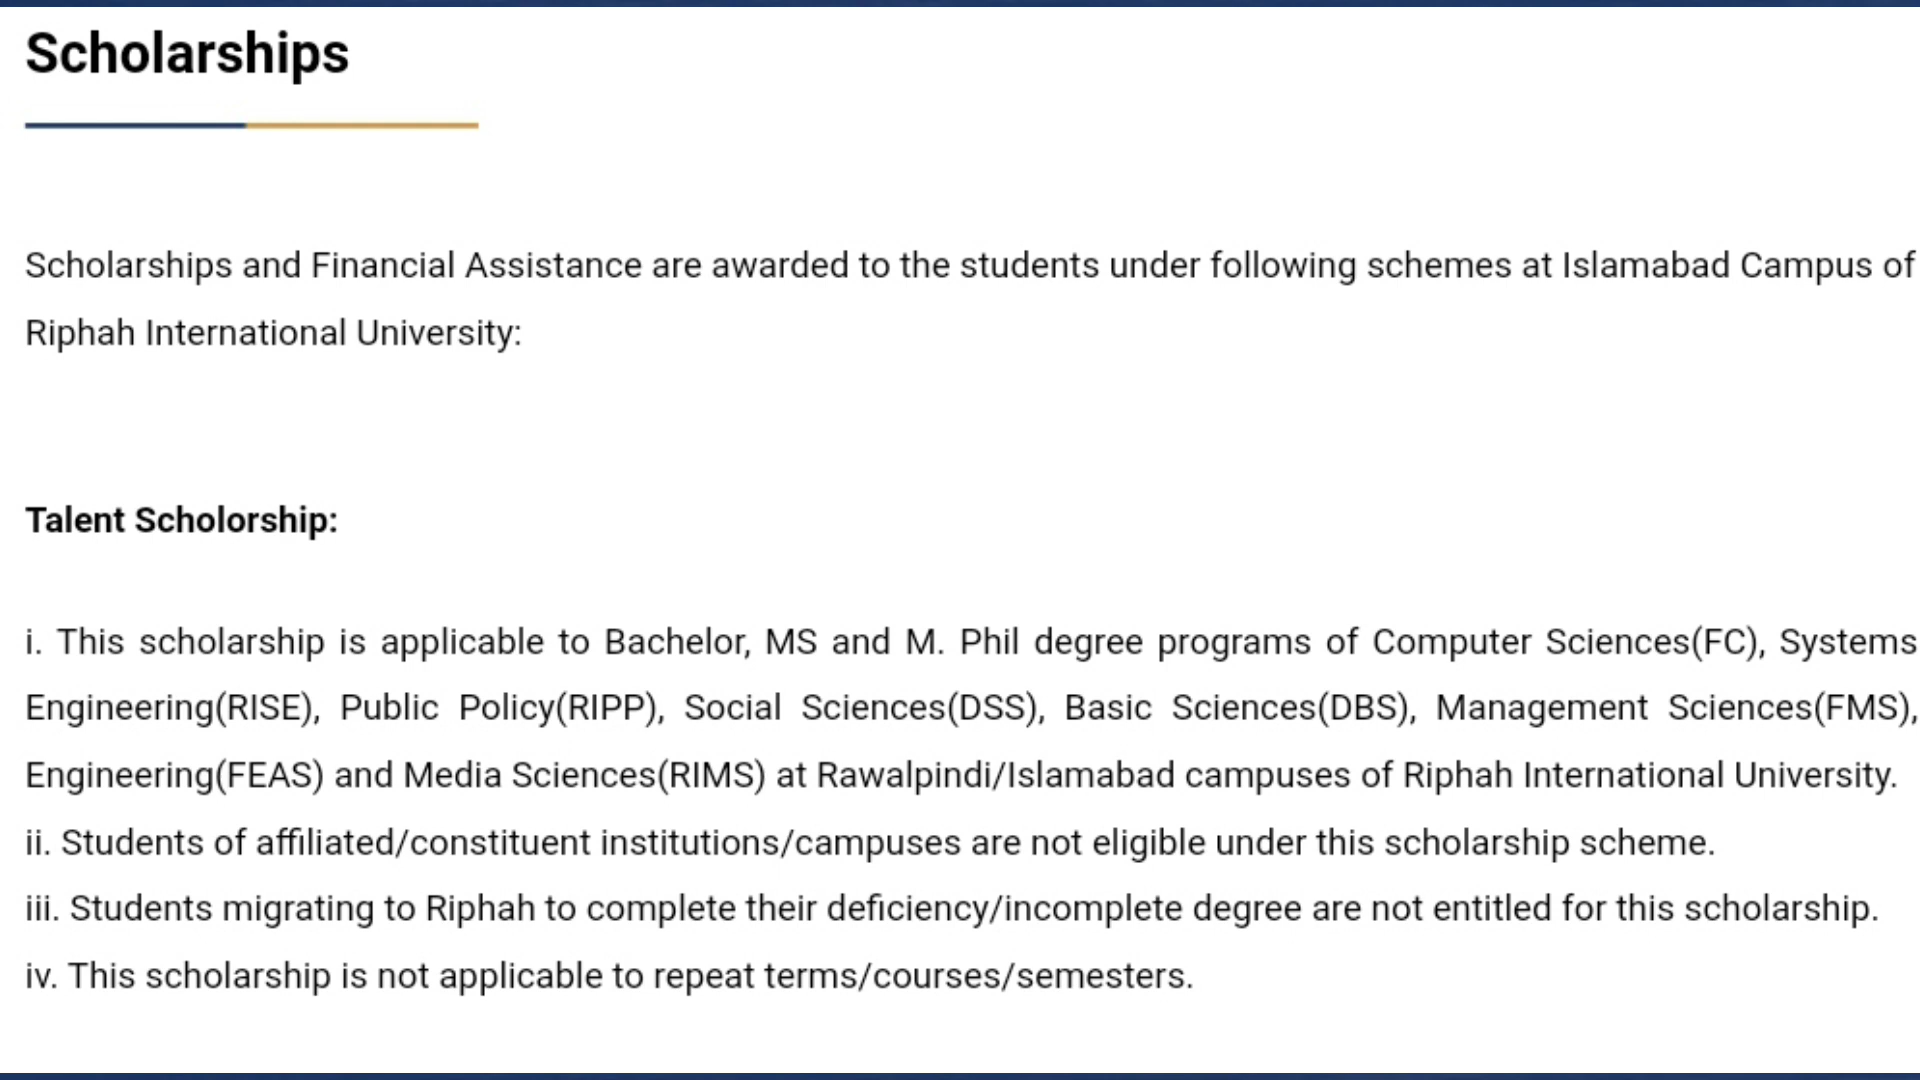 Scholarships
Scholarships and Financial Assistance are awarded to the students under following schemes at Islamabad Campus of
Riphah International University:
Talent Scholorship:
i. This scholarship is applicable to Bachelor, MS and M. Phil degree programs of Computer Sciences(FC), Systems
Engineering(RISE), Public Policy(RIPP), Social Sciences(DSS), Basic Sciences(DBS), Management Sciences(FMS),
Engineering(FEAS) and Media Sciences(RIMS) at Rawalpindi/Islamabad campuses of Riphah International University.
ii. Students of affiliated/constituent institutions/campuses are not eligible under this scholarship scheme.
iii. Students migrating to Riphah to complete their deficiency/incomplete degree are not entitled for this scholarship.
iv. This scholarship is not applicable to repeat terms/courses/semesters.